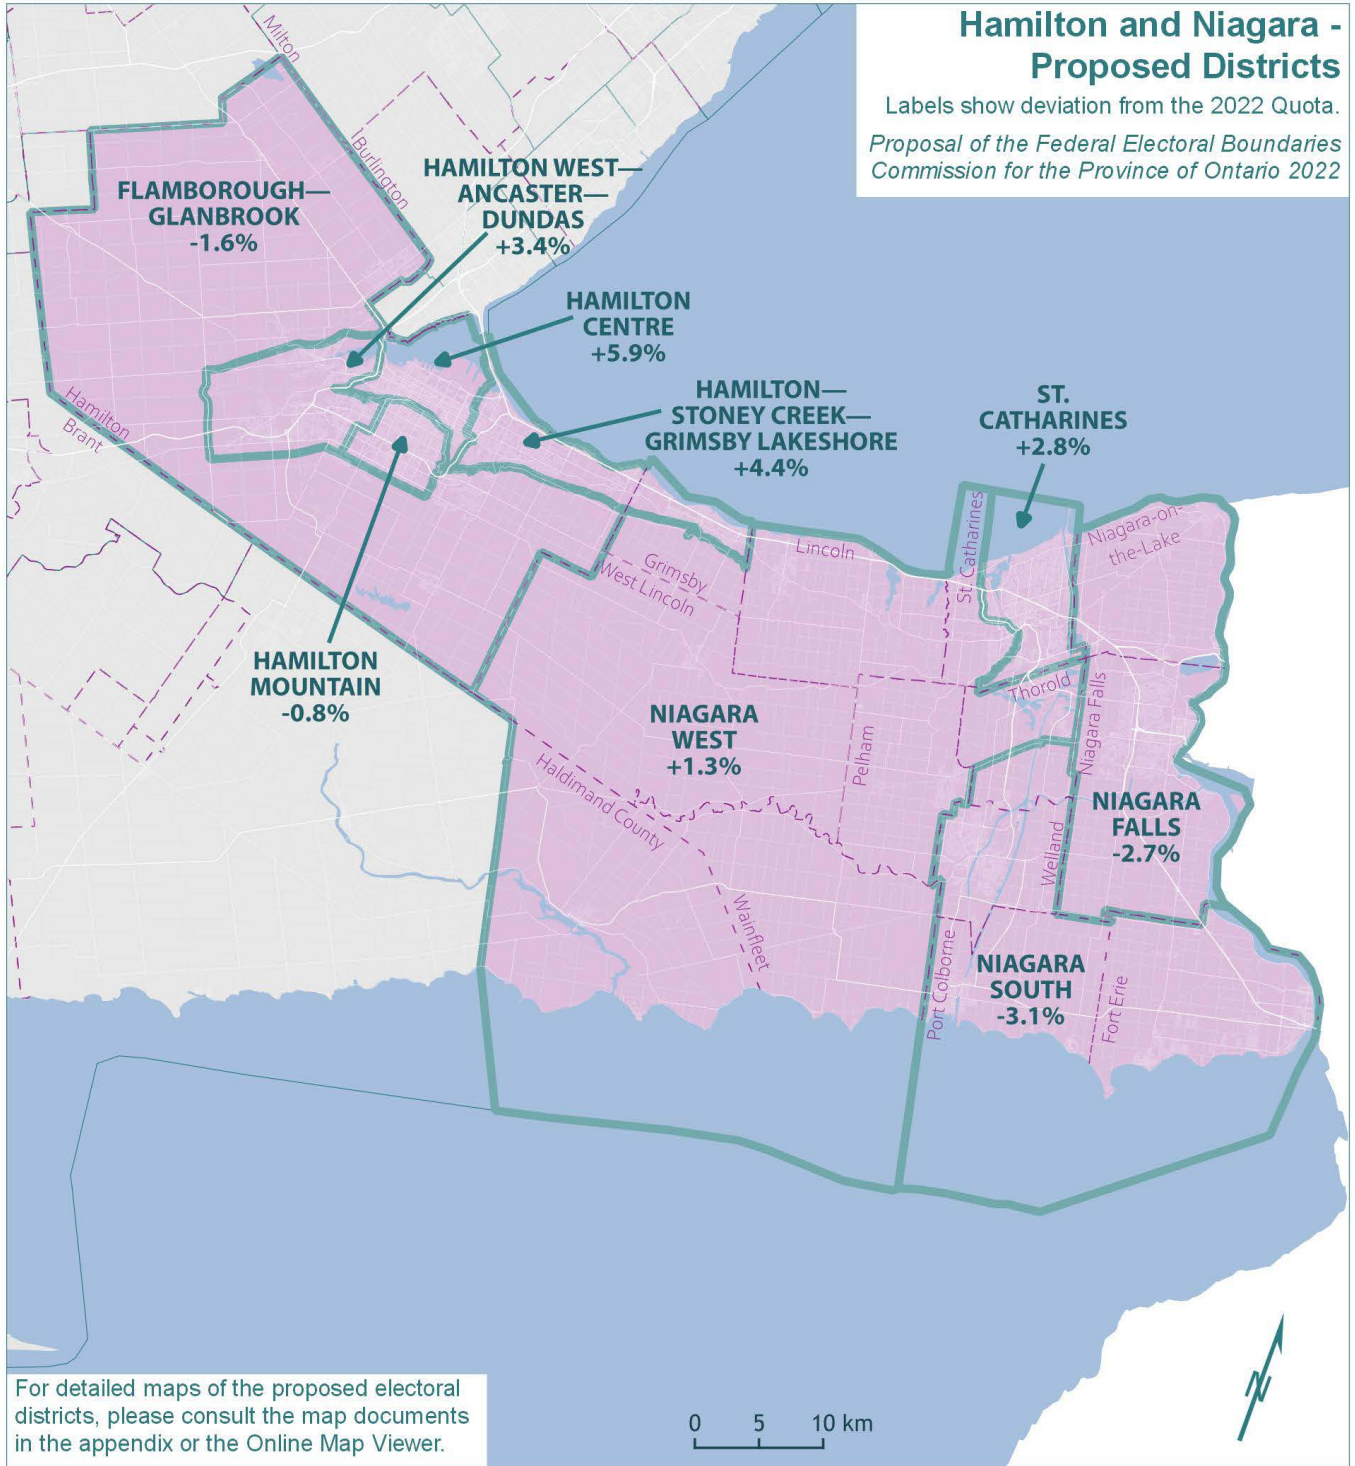 Hamilton and Niagara -
Proposed Districts
Labels show deviation from the 2022 Quota.
Proposal of the Federal Electoral Boundaries
Commission for the Province of Ontario 2022
Milton
Burlington
FLAMBOROUGH—
GLANBROOK
-1.6%
HAMILTON WEST—
ANCASTER—
DUNDAS
+3.4%
HAMILTON
CENTRE
+5.9%
HAMILTON—
STONEY CREEK—
GRIMSBY LAKESHORE
+4.4%
ST.
CATHARINES
+2.8%
Hamilton
Brant
St. Catharines
Niagara-on-
the-Lake
Lincoln
Grimsby
West Lincoln
HAMILTON
MOUNTAIN
-0.8%
Thorold
Niagara Falls
NIAGARA
WEST
+1.3%
Pelham
Haldimand County
NIAGARA
FALLS
-2.7%
Welland
Wainfleet
Port Colborne
NIAGARA
SOUTH
-3.1%
Fort Erie
For detailed maps of the proposed electoral
districts, please consult the map documents
in the appendix or the Online Map Viewer.
0 5 10 km
N